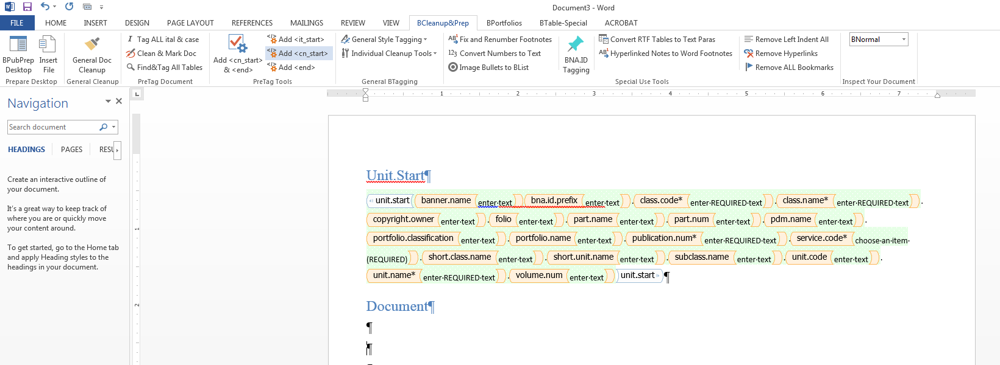 Document3 - Word
FILE HOME INSERT DESIGN PAGE LAYOUT REFERENCES MAILINGS REVIEW VIEW BCleanup&Prep BPortfolios BTable-Special ACROBAT
BPubPrep Desktop
Insert File
Prepare Desktop
General Doc Cleanup
General Cleanup
Tag ALL ital & case
Clean & Mark Doc
Find&Tag All Tables
PreTag Document
Add <cn_start> & <end>
Add <it_start>
Add <cn_start>
Add <end>
PreTag Tools
General Style Tagging
Individual Cleanup Tools
General BTagging
Fix and Renumber Footnotes
Convert Numbers to Text
Image Bullets to BList
BNA.ID Tagging
Convert RTF Tables to Text Paras
Hyperlinked Notes to Word Footnotes
Remove Left Indent All
Remove Hyperlinks
Remove ALL Bookmarks
Special Use Tools
BNormal
Inspect Your Document
Navigation
Search document
HEADINGS PAGES RESU
Create an interactive outline of
your document.
It's a great way to keep track of
where you are or quickly move
your content around.
To get started, go to the Home tab
and apply Heading styles to the
headings in your document.
1 2 3 4 5 6 7
1
2
Unit.Start¶
unit.start banner.name enter·text bna.id.prefix enter·text · class.code* enter·REQUIRED·text · class.name* enter·REQUIRED·text ·
copyright.owner enter·text · folio enter·text · part.name enter·text · part.num enter·text · pdm.name enter·text ·
portfolio.classification enter·text · portfolio.name enter·text · publication.num* enter·REQUIRED·text · service.code* choose·an·item·
(REQUIRED) · short.class.name enter·text · short.unit.name enter·text · subclass.name enter·text · unit.code enter·text ·
unit.name* enter·REQUIRED·text · volume.num enter·text unit.start ¶
Document¶
¶
¶